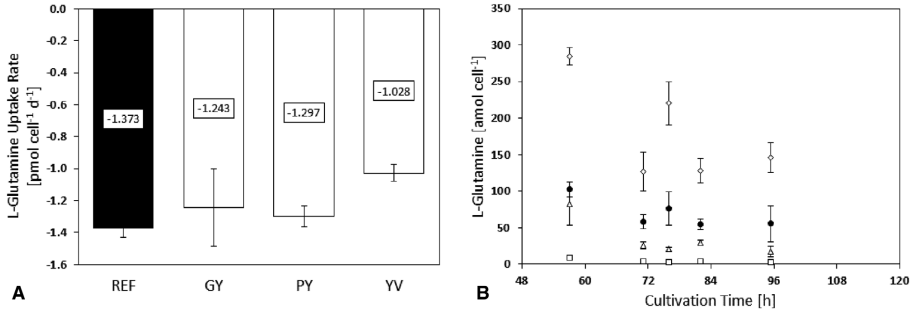 L-Glutamine Uptake Rate
[pmol cell⁻¹ d⁻¹]
0.0
-0.2
-0.4
-0.6
-0.8
-1.0
-1.2
-1.4
-1.6
-1.373
-1.243
-1.297
-1.028
REF GY PY YV
A
L-Glutamine [amol cell⁻¹]
350
300
250
200
150
100
50
0
48 60 72 84 96 108 120
Cultivation Time [h]
B